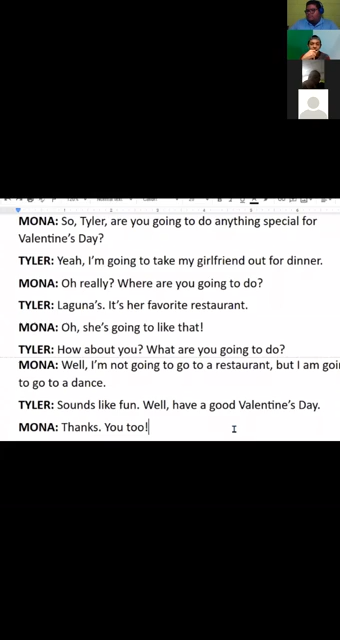 MONA: So, Tyler, are you going to do anything special for
Valentine's Day?
TYLER: Yeah, I'm going to take my girlfriend out for dinner.
MONA: Oh really? Where are you going to do?
TYLER: Laguna's. It's her favorite restaurant.
MONA: Oh, she's going to like that!
TYLER: How about you? What are you going to do?
MONA: Well, I'm not going to go to a restaurant, but I am goin
to go to a dance.
TYLER: Sounds like fun. Well, have a good Valentine's Day.
MONA: Thanks. You too!